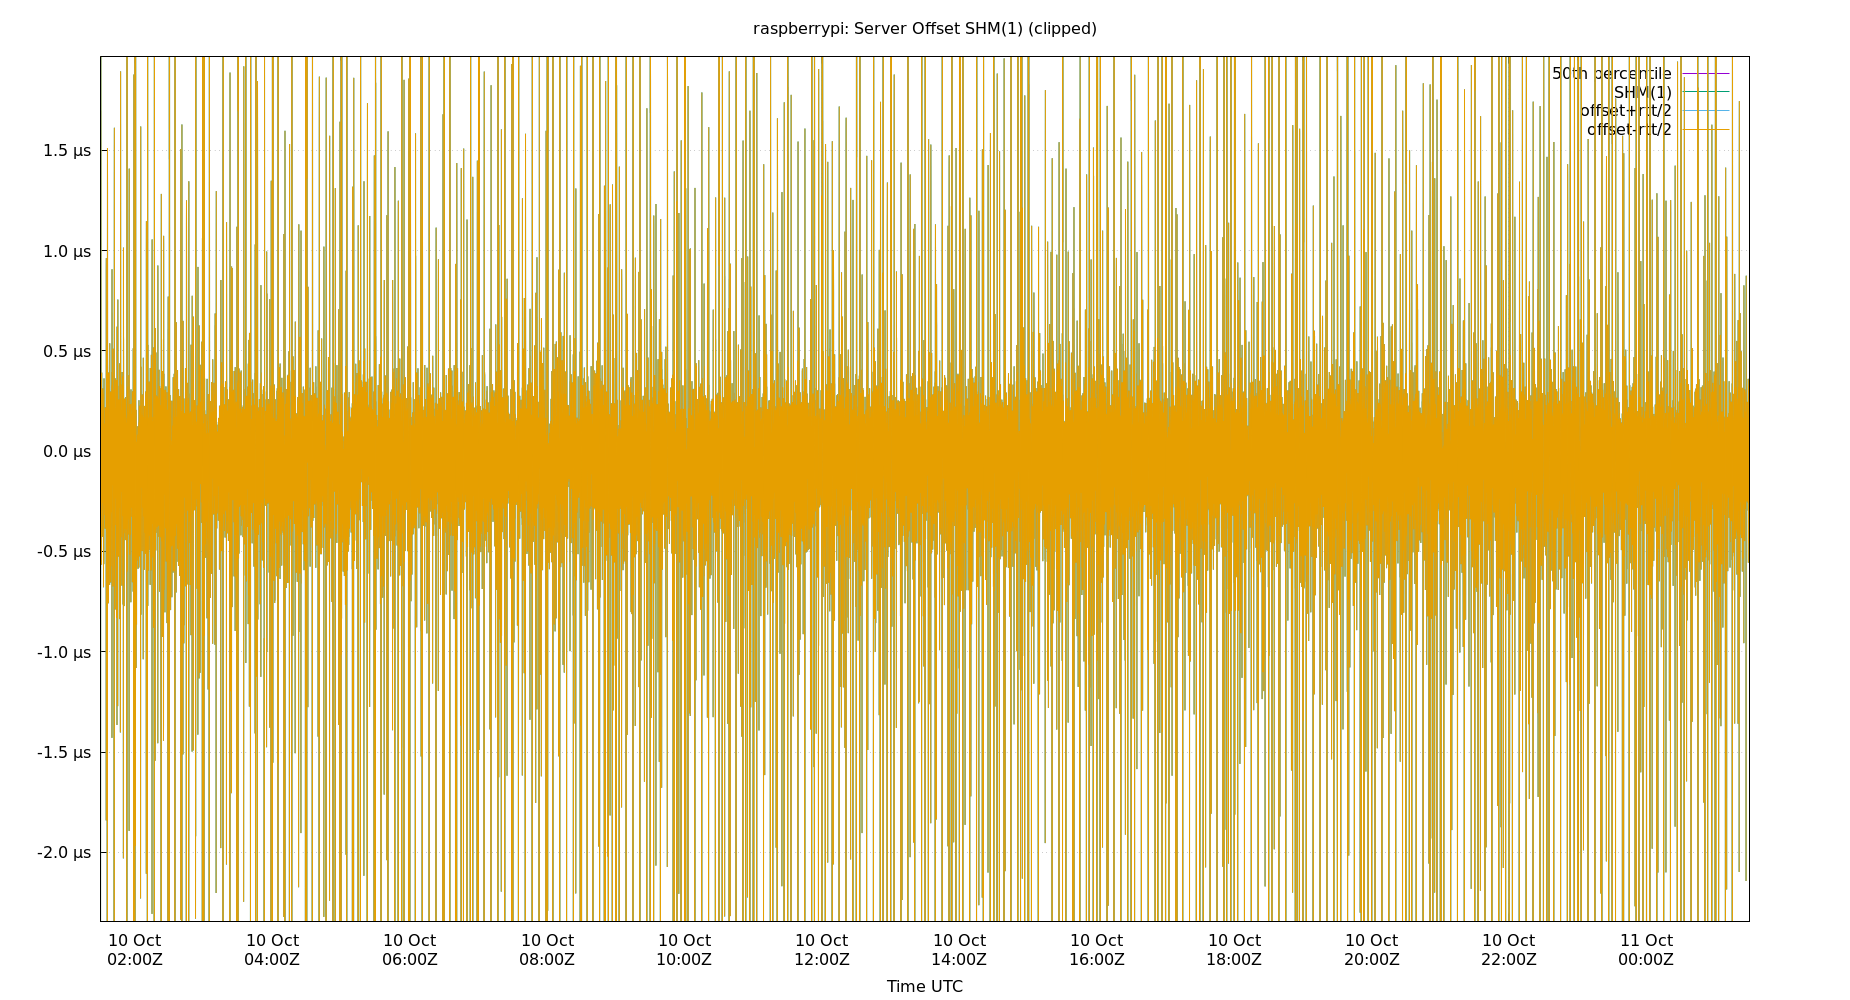 raspberrypi: Server Offset SHM(1) (clipped)
50th percentile
SHM(1)
offset+rtt/2
offset-rtt/2
1.5 µs
1.0 µs
0.5 µs
0.0 µs
-0.5 µs
-1.0 µs
-1.5 µs
-2.0 µs
10 Oct 10 Oct 10 Oct 10 Oct 10 Oct 10 Oct 10 Oct 10 Oct 10 Oct 10 Oct 10 Oct 11 Oct
02:00Z 04:00Z 06:00Z 08:00Z 10:00Z 12:00Z 14:00Z 16:00Z 18:00Z 20:00Z 22:00Z 00:00Z
Time UTC